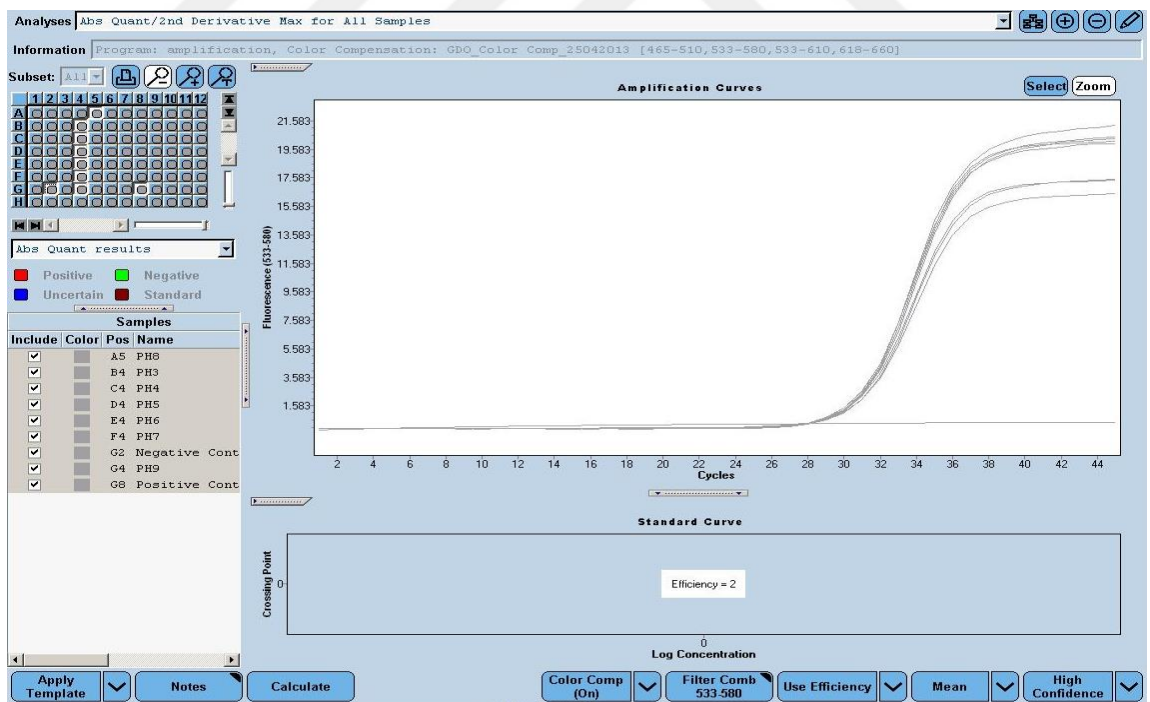 Analyses Abs Quant/2nd Derivative Max for All Samples
Information Program: amplification, Color Compensation: GDO_Color Comp_25042013 [465-510,533-580,533-610,618-660]
Subset: All
1 2 3 4 5 6 7 8 9 10 11 12
A
B
C
D
E
F
G
H
Abs Quant results
Positive Negative
Uncertain Standard
Samples
Include Color Pos Name
A5 PH8
B4 PH3
C4 PH4
D4 PH5
E4 PH6
F4 PH7
G2 Negative Cont
G4 PH9
G8 Positive Cont
Amplification Curves
Select Zoom
21.583
19.583
17.583
15.583
13.583
11.583
9.583
7.583
5.583
3.583
1.583
Fluorescence (533-580)
2 4 6 8 10 12 14 16 18 20 22 24 26 28 30 32 34 36 38 40 42 44
Cycles
Standard Curve
Crossing Point
0
Efficiency = 2
0
Log Concentration
Apply Template
Notes
Calculate
Color Comp (On)
Filter Comb 533-580
Use Efficiency
Mean
High Confidence